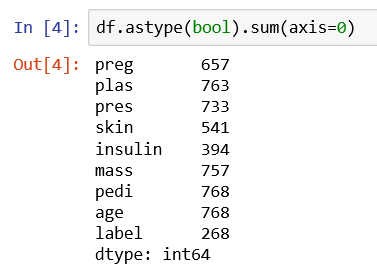 In [4]: df.astype(bool).sum(axis=0)
Out[4]: preg 657
plas 763
pres 733
skin 541
insulin 394
mass 757
pedi 768
age 768
label 268
dtype: int64